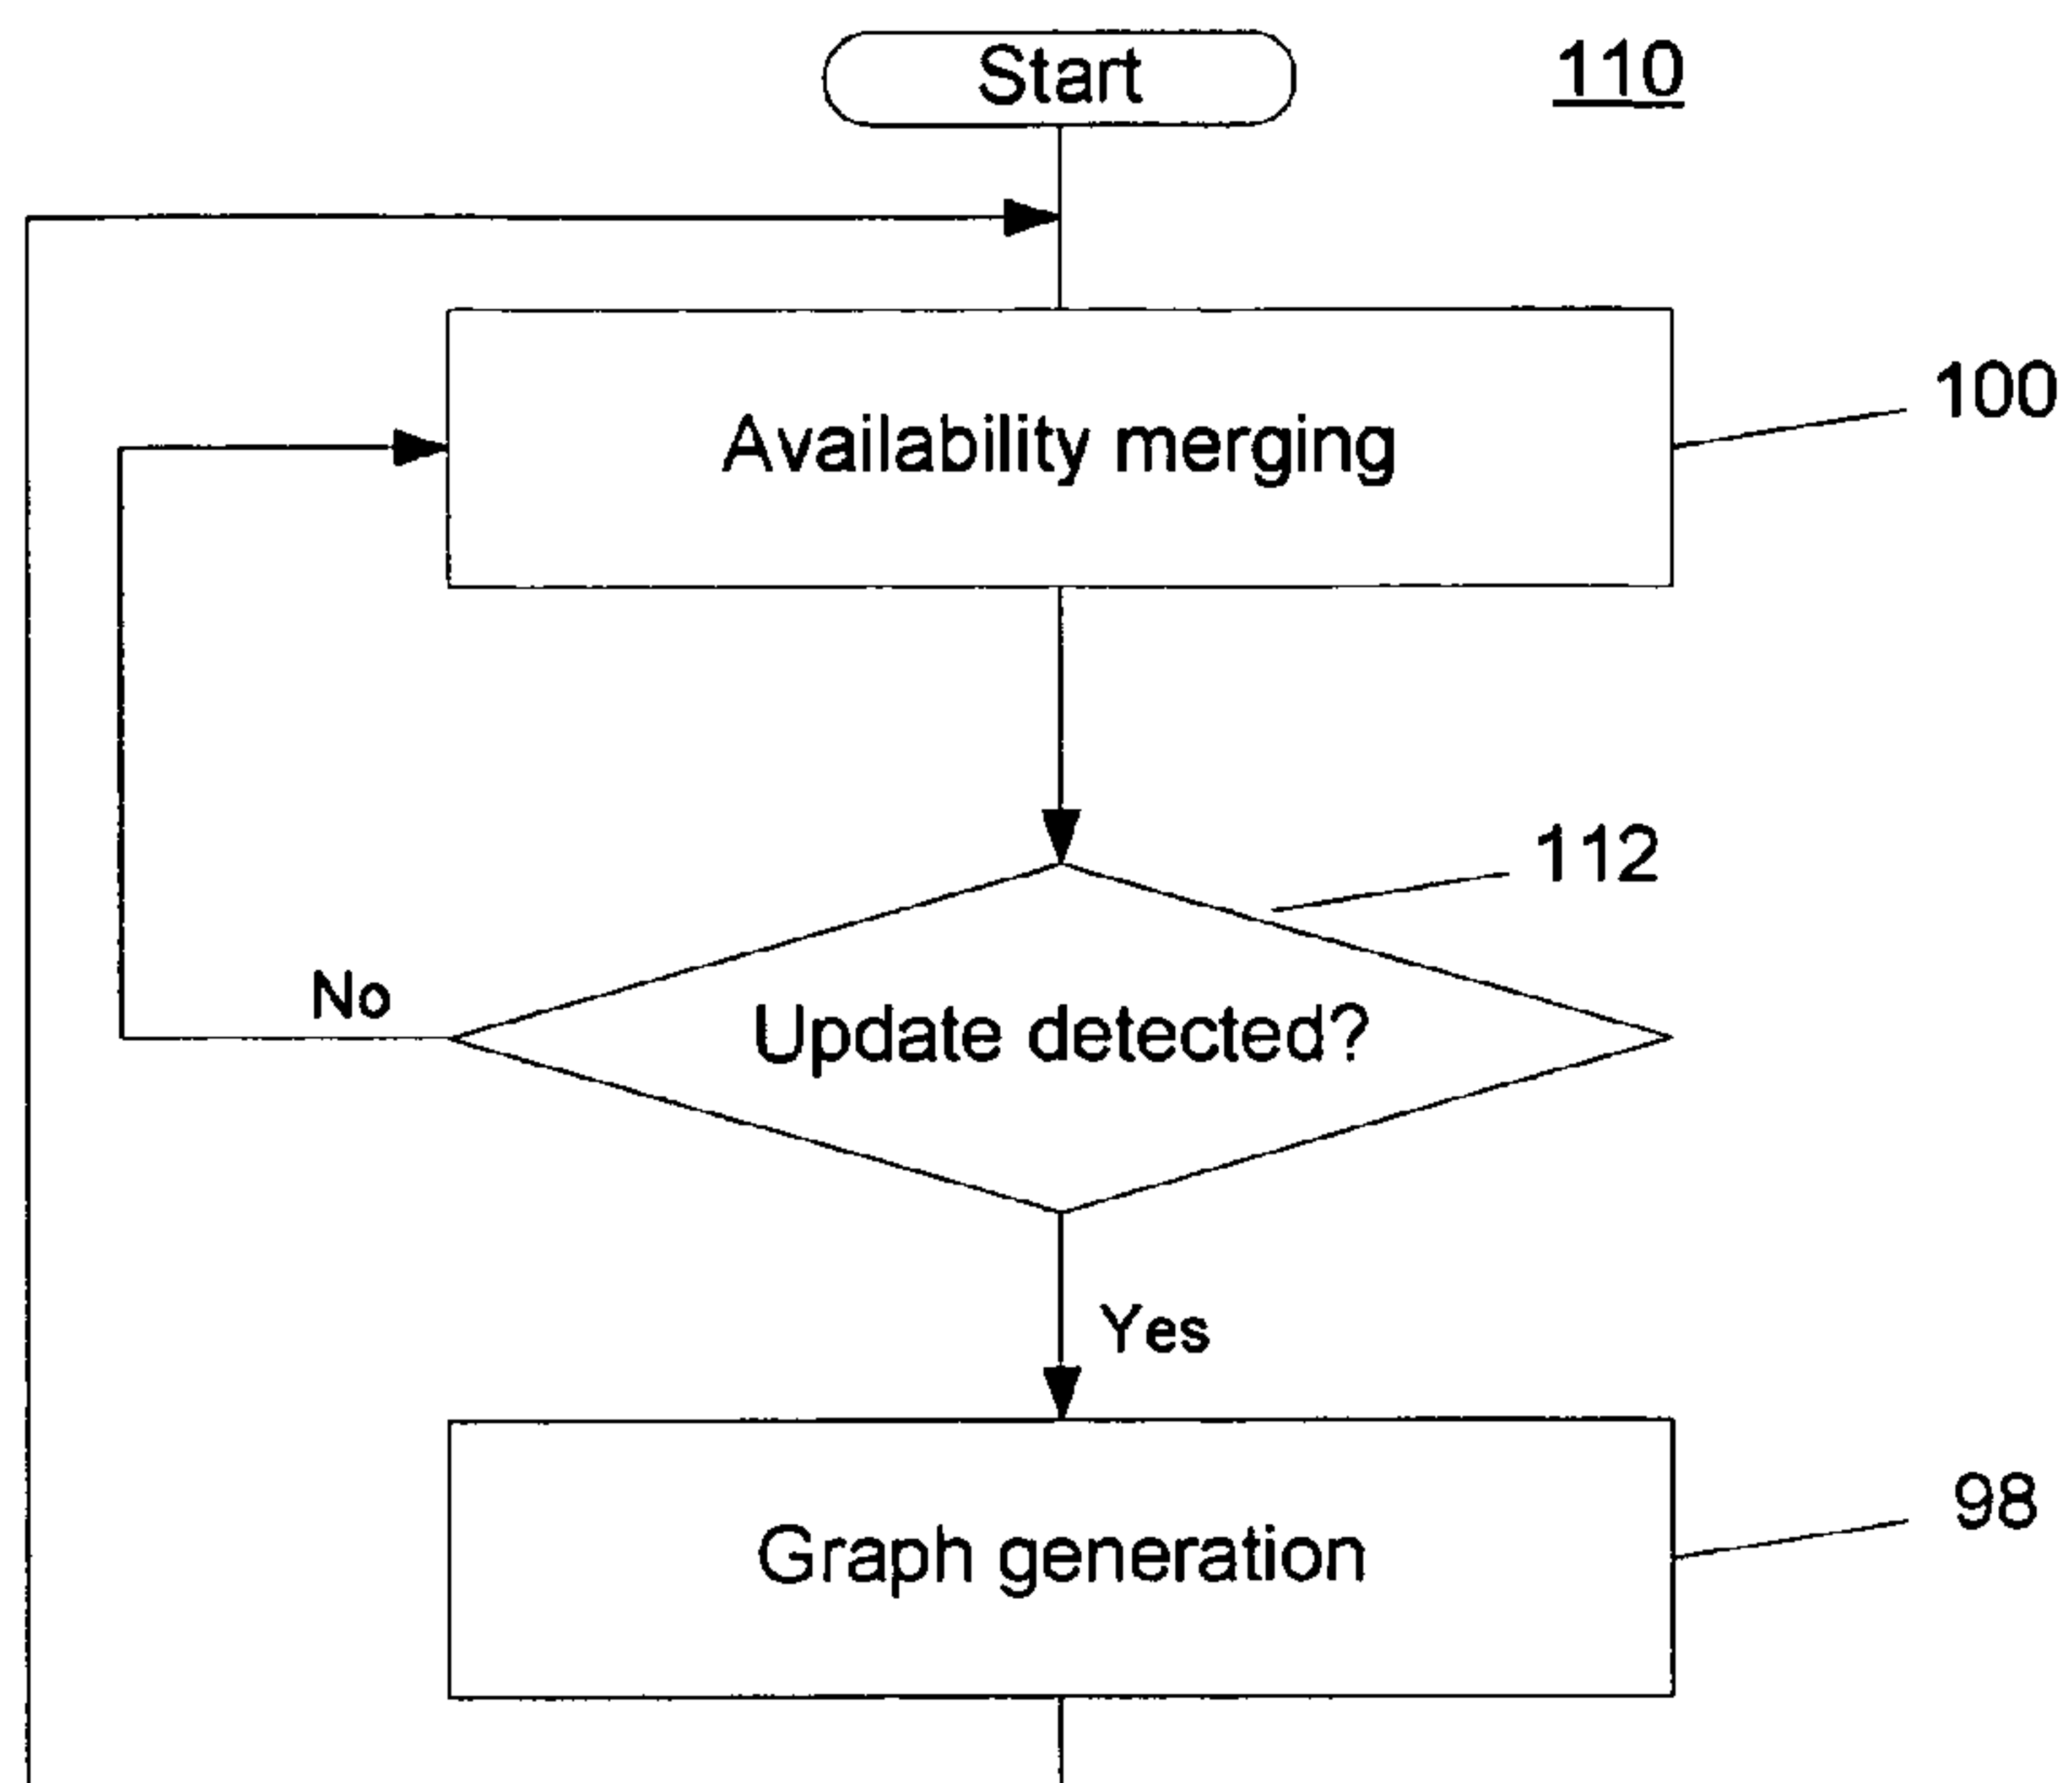 Start
110
Availability merging
100
112
Update detected?
No
Yes
Graph generation
98